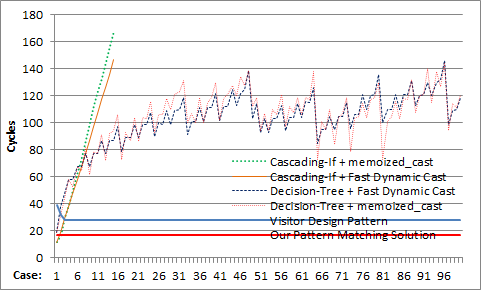 180
160
140
120
100
80
60
40
20
0
Cycles
Cascading-If + memoized_cast
Cascading-If + Fast Dynamic Cast
Decision-Tree + Fast Dynamic Cast
Decision-Tree + memoized_cast
Visitor Design Pattern
Our Pattern Matching Solution
Case: 1 6 11 16 21 26 31 36 41 46 51 56 61 66 71 76 81 86 91 96